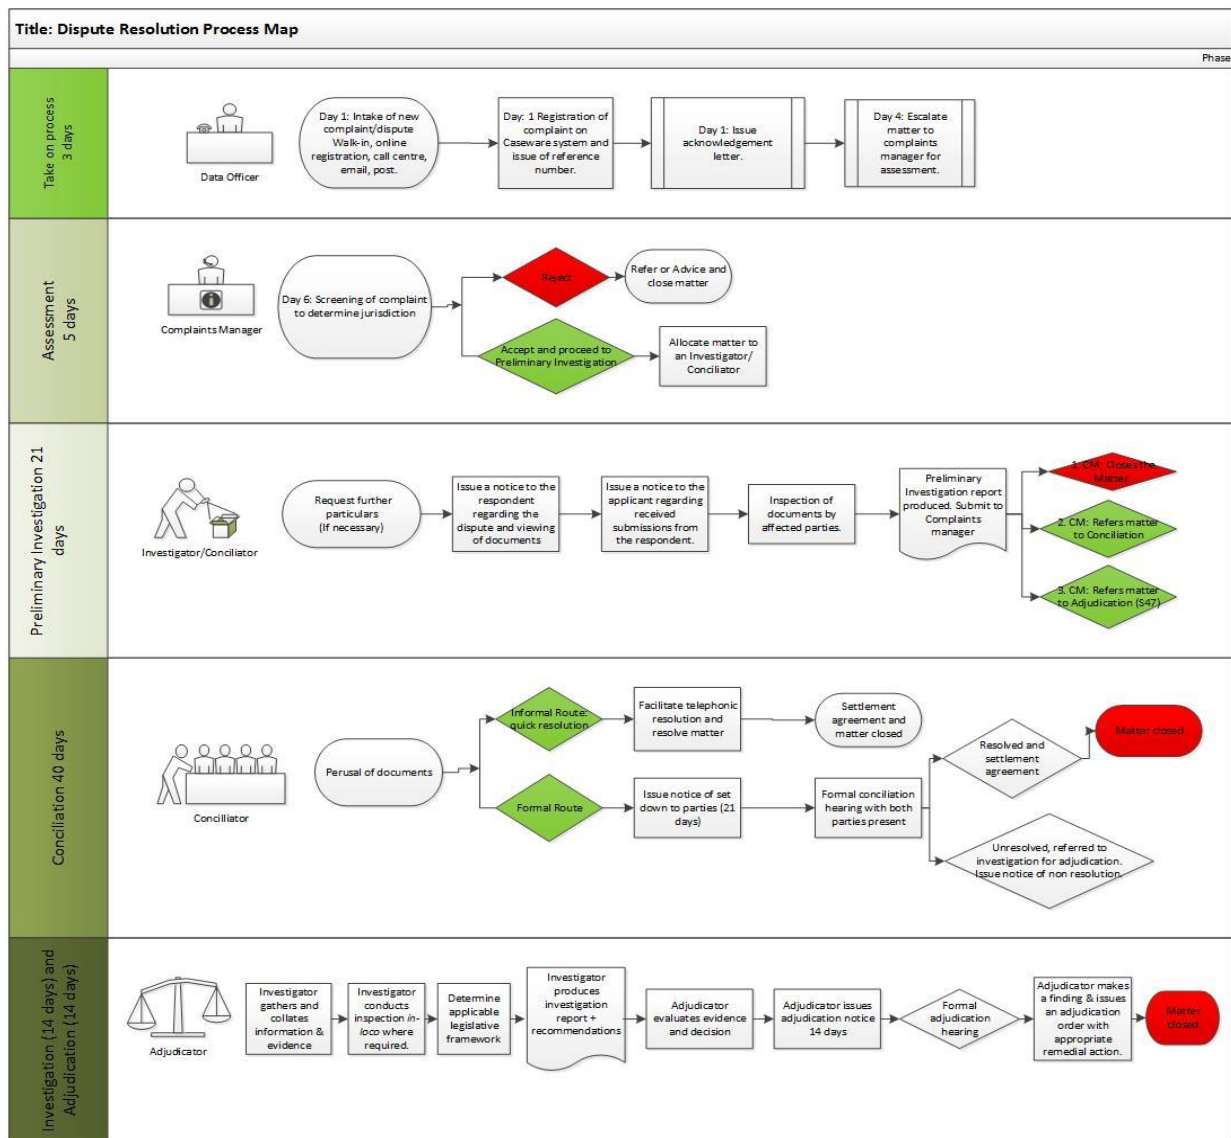 Title: Dispute Resolution Process Map
Phase
Take on process
3 days
Data Officer
Day 1: Intake of new
complaint/dispute
Walk-in, online
registration, call centre,
email, post.
Day: 1 Registration of
complaint on
Caseware system and
issue of reference
number.
Day 1: Issue
acknowledgement
letter.
Day 4: Escalate
matter to
complaints
manager for
assessment.
Assessment
5 days
Complaints Manager
Day 6: Screening of complaint
to determine jurisdiction
Reject
Refer or Advice and
close matter
Accept and proceed to
Preliminary Investigation
Allocate matter to
an Investigator/
Conciliator
Preliminary Investigation 21
days
Investigator/Conciliator
Request further
particulars
(If necessary)
Issue a notice to the
respondent
regarding the
dispute and viewing
of documents
Issue a notice to the
applicant regarding
received
submissions from
the respondent.
Inspection of
documents by
affected parties.
Preliminary
Investigation report
produced. Submit to
Complaints
manager
1. CM: Closes the
Matter.
2. CM: Refers matter
to Conciliation
3. CM: Refers matter
to Adjudication (S47)
Conciliation 40 days
Concilliator
Perusal of documents
Informal Route:
quick resolution
Facilitate telephonic
resolution and
resolve matter
Settlement
agreement and
matter closed
Formal Route
Issue notice of set
down to parties (21
days)
Formal conciliation
hearing with both
parties present
Resolved and
settlement
agreement
Matter closed
Unresolved, referred to
investigation for adjudication.
Issue notice of non resolution.
Investigation (14 days) and
Adjudication (14 days)
Adjudicator
Investigator
gathers and
collates
information &
evidence
Investigator
conducts
inspection in-
loco where
required.
Determine
applicable
legislative
framework
Investigator
produces
investigation
report +
recommendations
Adjudicator
evaluates evidence
and decision
Adjudicator issues
adjudication notice
14 days
Formal
adjudication
hearing
Adjudicator makes
a finding & issues
an adjudication
order with
appropriate
remedial action.
Matter
closed